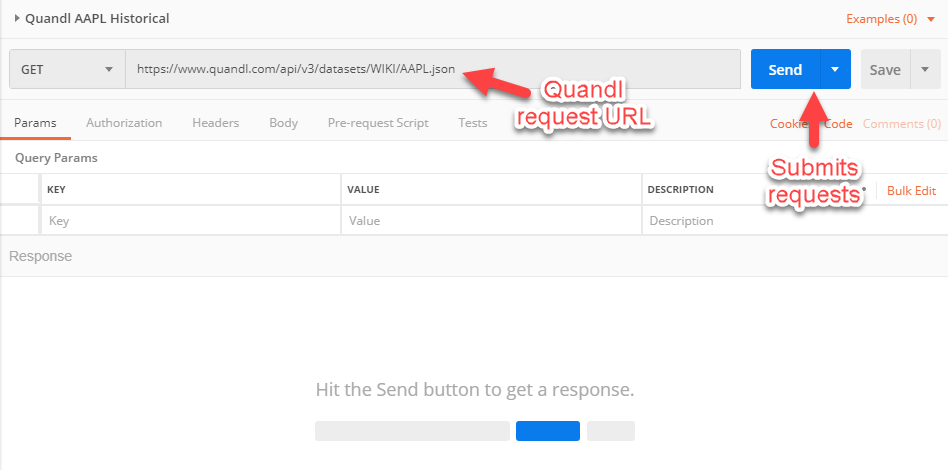 Quandl AAPL Historical
Examples (0)
GET
https://www.quandl.com/api/v3/datasets/WIKI/AAPL.json
Send
Save
Quandl
request URL
Params
Authorization
Headers
Body
Pre-request Script
Tests
Cookie
Code
Comments (0)
Submits
requests
Query Params
KEY
VALUE
DESCRIPTION
Bulk Edit
Key
Value
Description
Response
Hit the Send button to get a response.